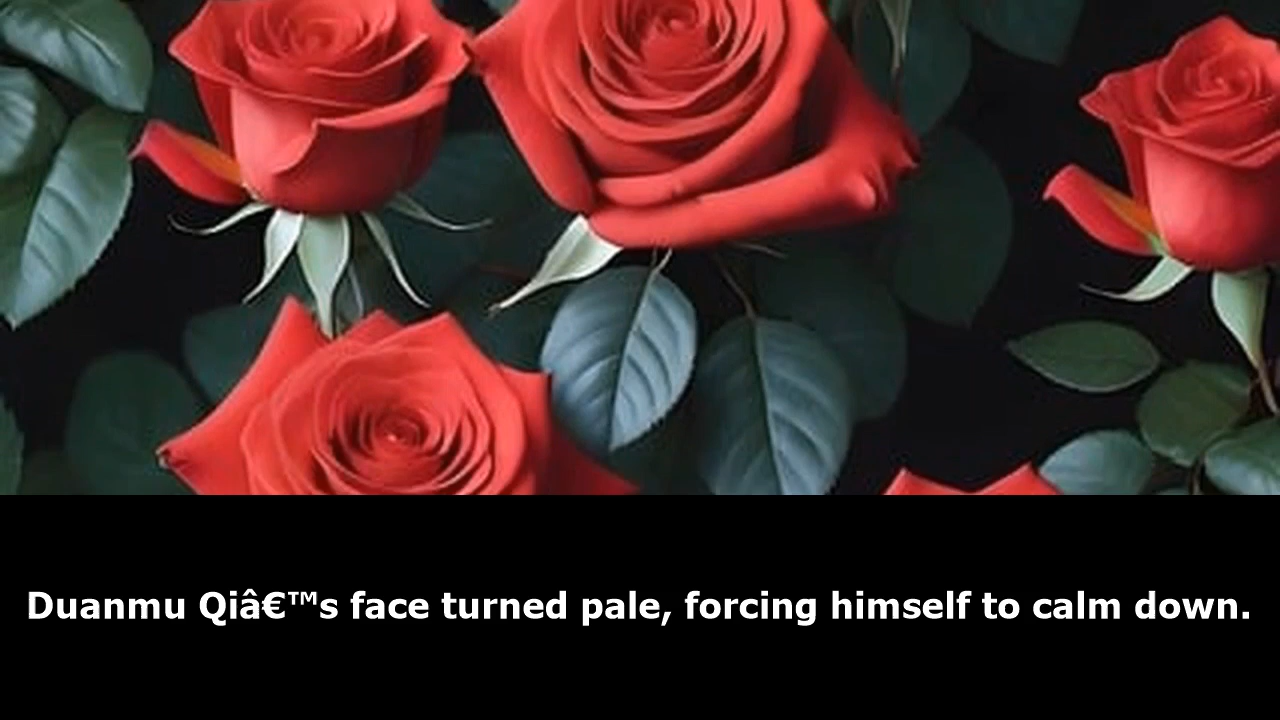 Duanmu Qiâ€™s face turned pale, forcing himself to calm down.